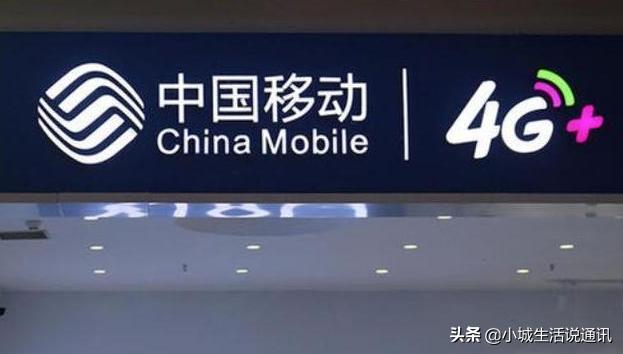 中国移动
China Mobile
4G+
头条 @小城生活说通讯